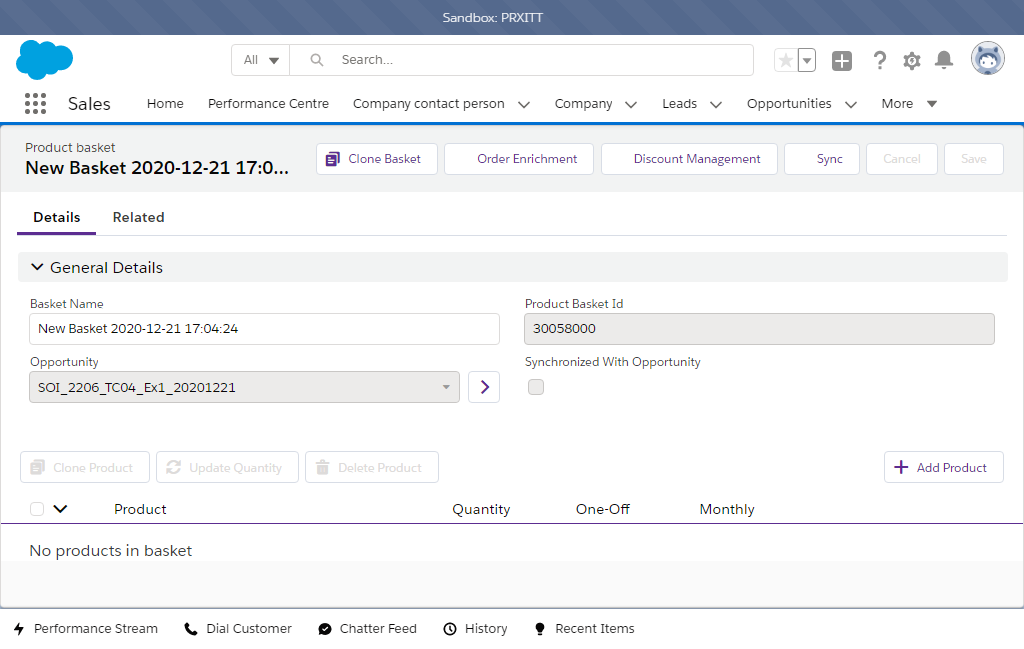 Sandbox: PRXITT
All
Search...
Sales Home Performance Centre Company contact person Company Leads Opportunities More
Product basket
New Basket 2020-12-21 17:0...
Clone Basket Order Enrichment Discount Management Sync Cancel Save
Details Related
General Details
Basket Name
New Basket 2020-12-21 17:04:24
Product Basket Id
30058000
Opportunity
SOI_2206_TC04_Ex1_20201221
Synchronized With Opportunity
Clone Product Update Quantity Delete Product Add Product
Product Quantity One-Off Monthly
No products in basket
Performance Stream Dial Customer Chatter Feed History Recent Items